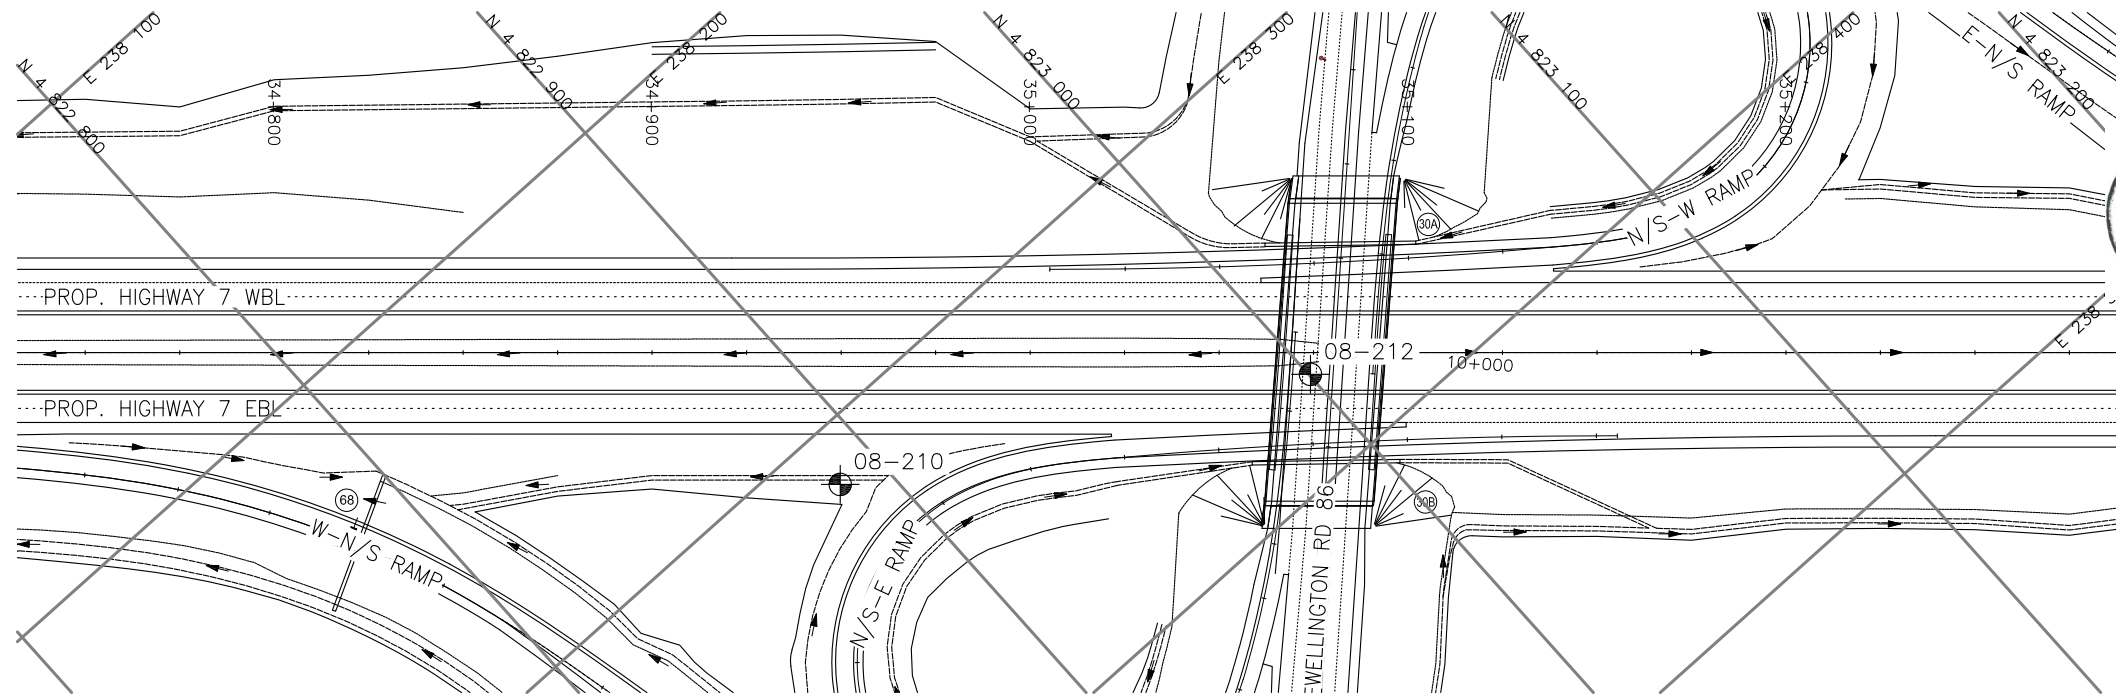 N 4 822 800
E 238 100
N 4 822 900
E 238 200
N 4 823 000
E 238 300
N 4 823 100
E 238 400
N 4 823 200
E-N/S RAMP
34+800
34+900
35+000
35+100
35+200
30A
N/S-W RAMP
PROP. HIGHWAY 7 WBL
E 238
08-212
10+000
PROP. HIGHWAY 7 EBL
08-210
68
30B
W-N/S RAMP
N/S-E RAMP
WELLINGTON RD 86